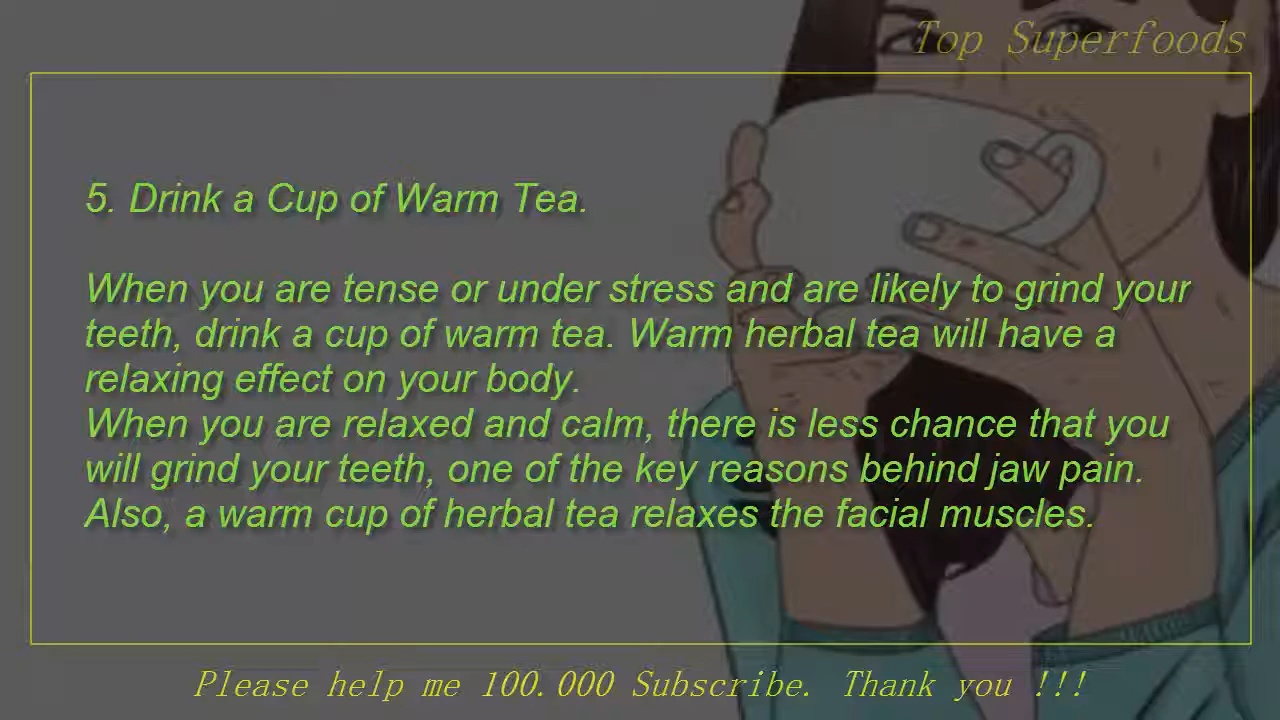 Top Superfoods
5. Drink a Cup of Warm Tea.
When you are tense or under stress and are likely to grind your
teeth, drink a cup of warm tea. Warm herbal tea will have a
relaxing effect on your body.
When you are relaxed and calm, there is less chance that you
will grind your teeth, one of the key reasons behind jaw pain.
Also, a warm cup of herbal tea relaxes the facial muscles.
Please help me 100.000 Subscribe. Thank you !!!